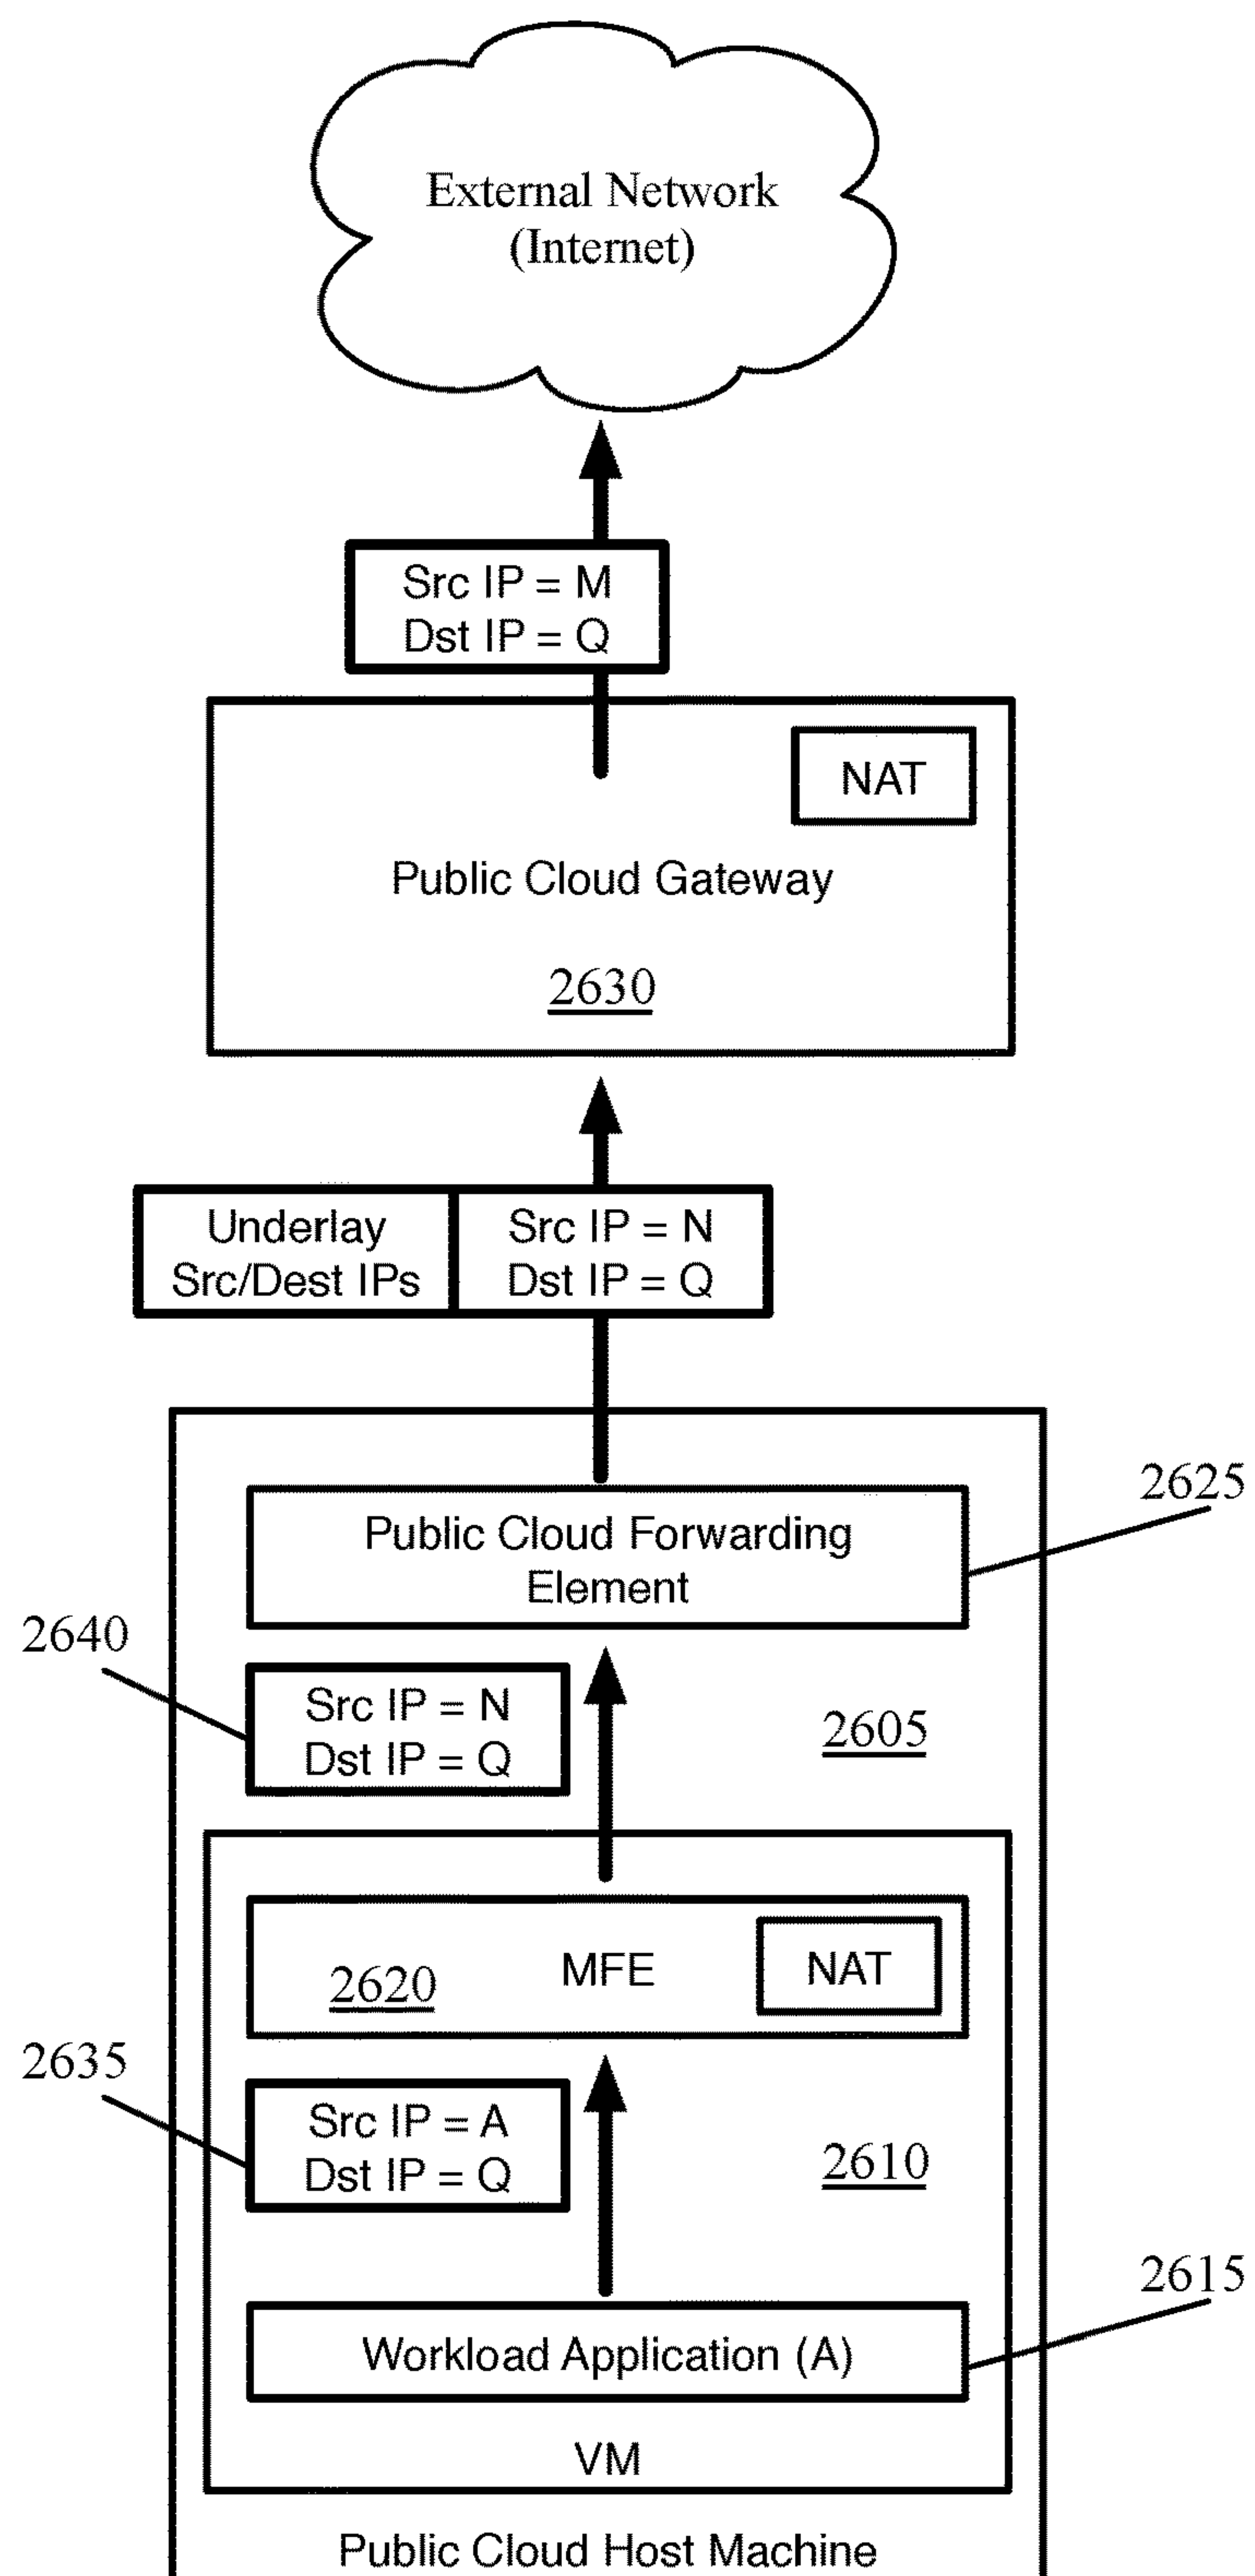 External Network
(Internet)
Src IP = M
Dst IP = Q
NAT
Public Cloud Gateway
2630
Underlay
Src/Dest IPs
Src IP = N
Dst IP = Q
2625
Public Cloud Forwarding
Element
2640
Src IP = N
Dst IP = Q
2605
2620
MFE
NAT
2635
Src IP = A
Dst IP = Q
2610
2615
Workload Application (A)
VM
Public Cloud Host Machine